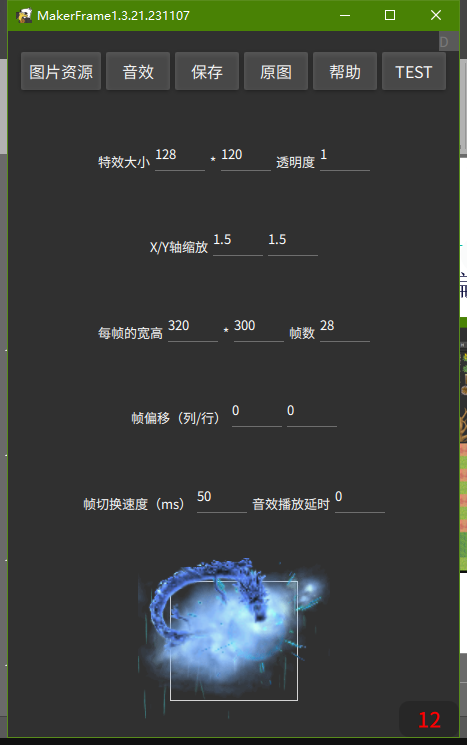 MakerFrame1.3.21.231107
D
图片资源 音效 保存 原图 帮助 TEST
特效大小 128 * 120 透明度 1
X/Y轴缩放 1.5 1.5
每帧的宽高 320 * 300 帧数 28
帧偏移（列/行） 0 0
帧切换速度（ms） 50 音效播放延时 0
12